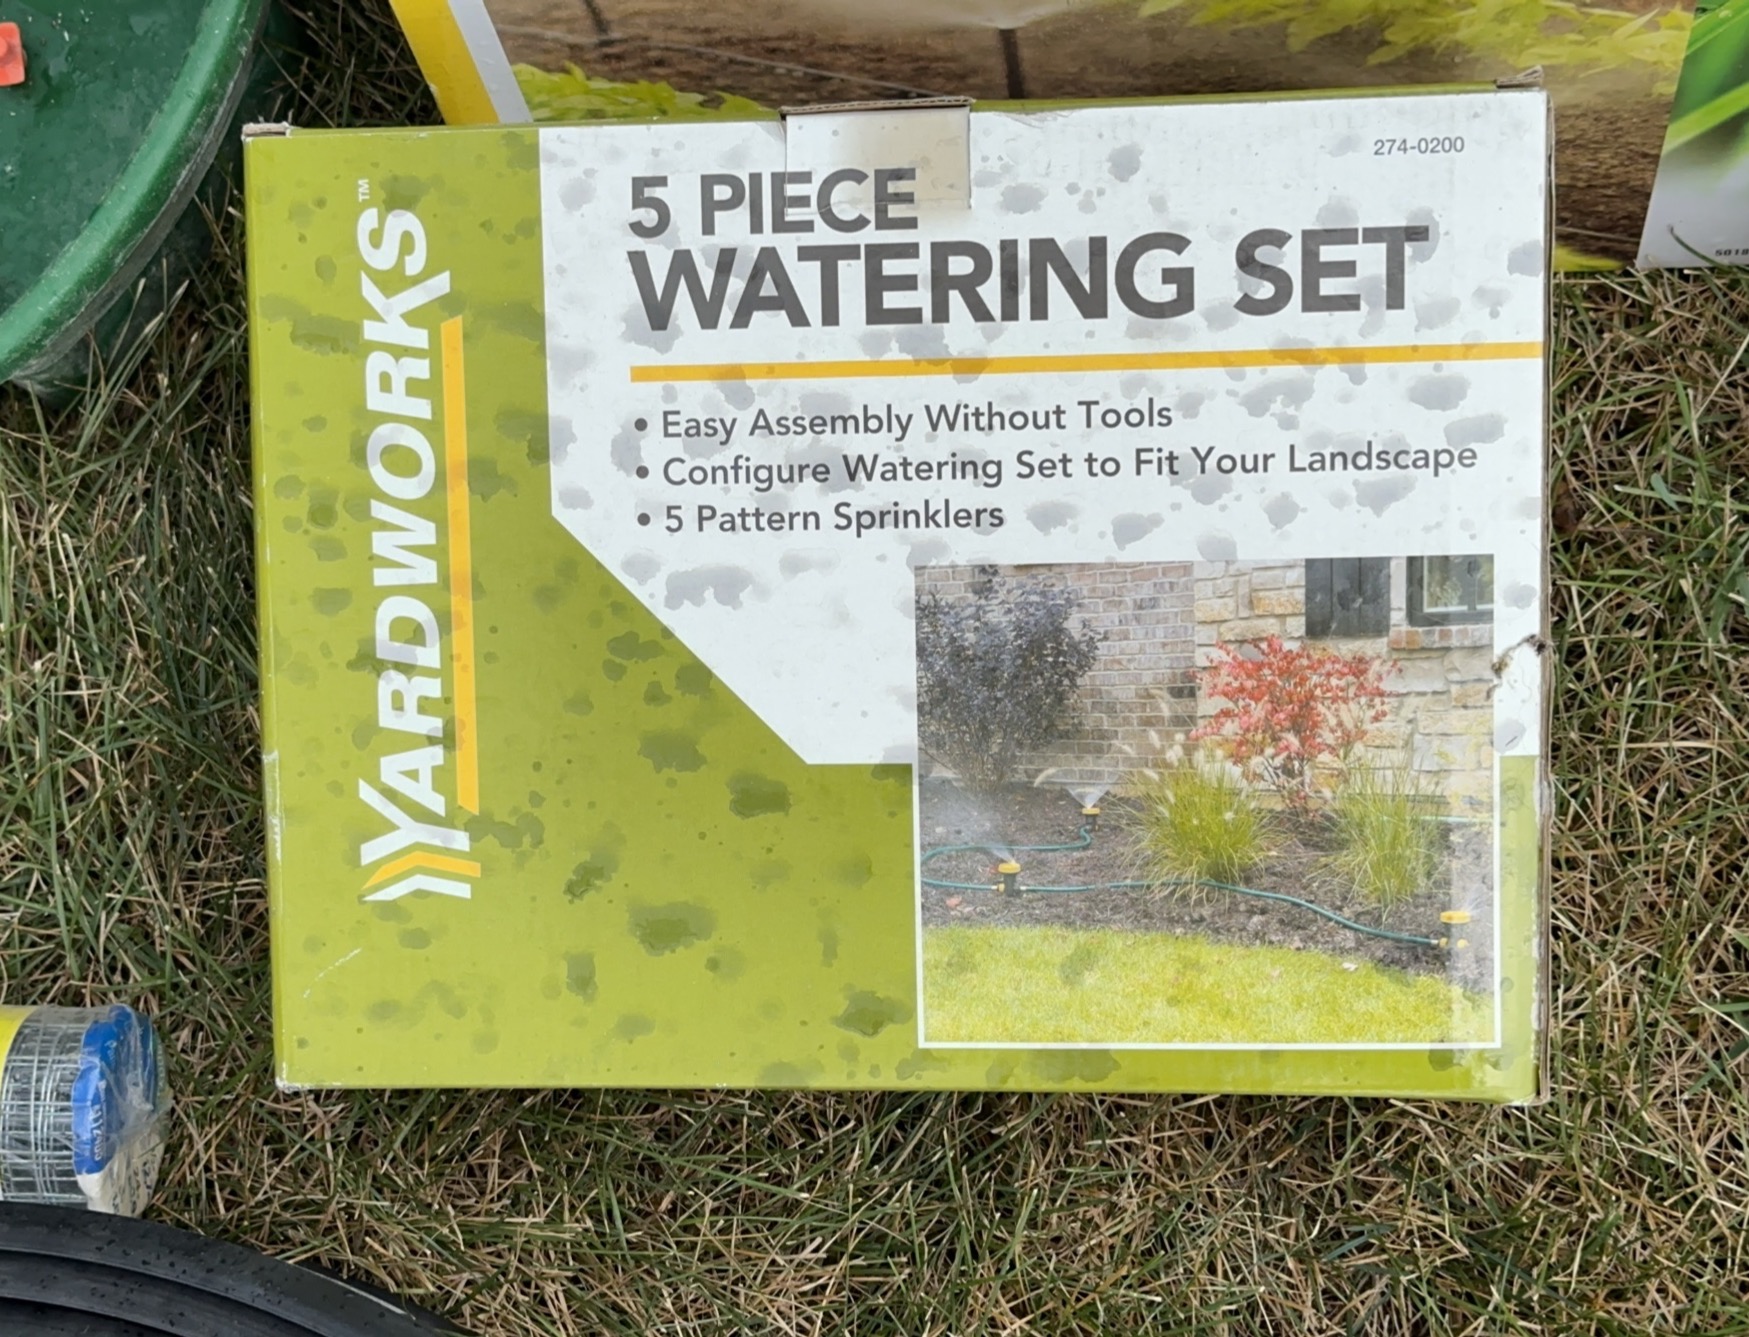 YARDWORKS™
274-0200
5 PIECE
WATERING SET
• Easy Assembly Without Tools
• Configure Watering Set to Fit Your Landscape
• 5 Pattern Sprinklers